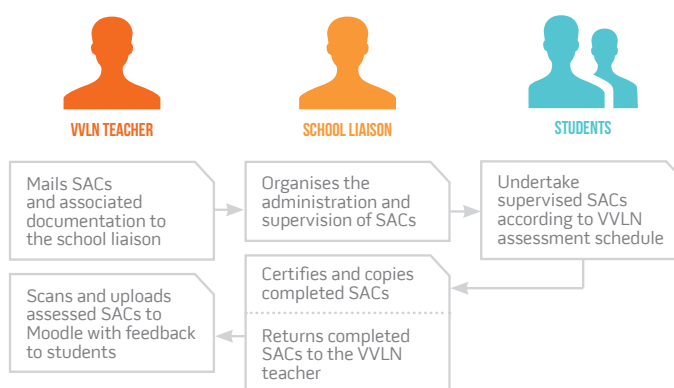 VVLN TEACHER
SCHOOL LIAISON
STUDENTS
Mails SACs
and associated
documentation to
the school liaison
Organises the
administration and
supervision of SACs
Undertake
supervised SACs
according to VVLN
assessment schedule
Certifies and copies
completed SACs
Returns completed
SACs to the VVLN
teacher
Scans and uploads
assessed SACs to
Moodle with feedback
to students